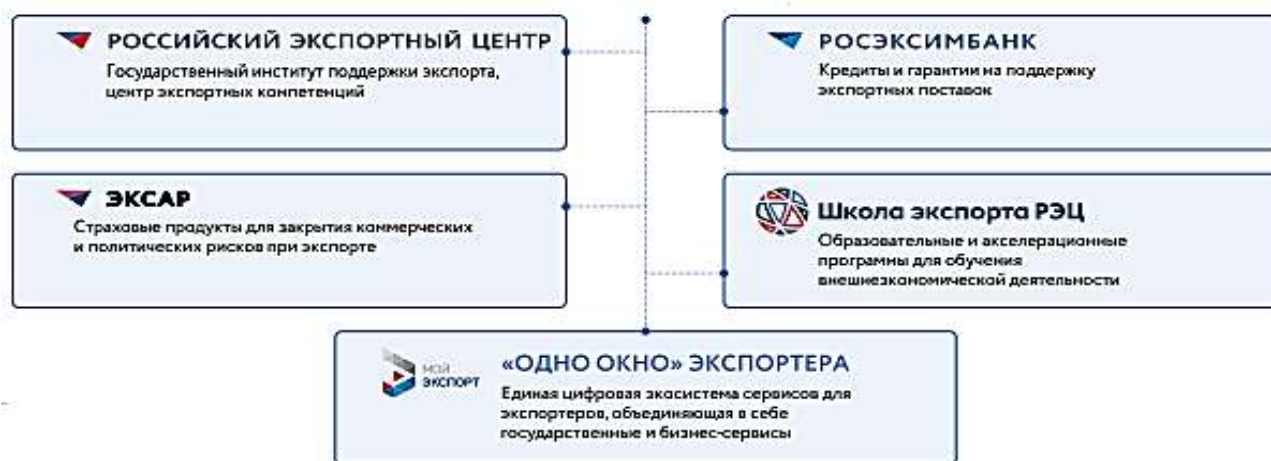 РОССИЙСКИЙ ЭКСПОРТНЫЙ ЦЕНТР
Государственный институт поддержки экспорта,
центр экспортных компетенций
РОСЭКСИМБАНК
Кредиты и гарантии на поддержку
экспортных поставок
ЭКСАР
Страховые продукты для закрытия коммерческих
и политических рисков при экспорте
Школа экспорта РЭЦ
Образовательные и акселерационные
программы для обучения
внешнеэкономической деятельности
МОЙ
ЭКСПОРТ
«ОДНО ОКНО» ЭКСПОРТЕРА
Единая цифровая экосистема сервисов для
экспортеров, объединяющая в себе
государственные и бизнес-сервисы